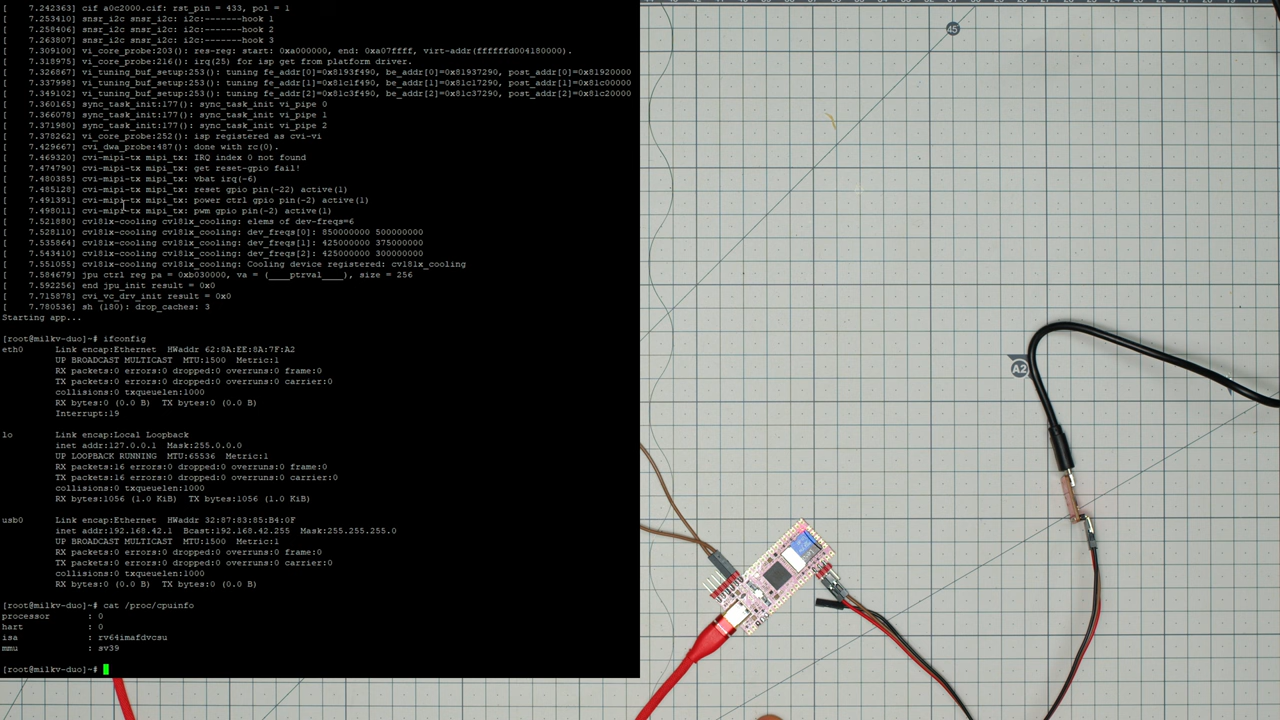 [    7.242363] cif a0c2000.cif: rst_pin = 433, pol = 1
[    7.253410] snsr_i2c snsr_i2c: i2c:-------hook 1
[    7.258406] snsr_i2c snsr_i2c: i2c:-------hook 2
[    7.263807] snsr_i2c snsr_i2c: i2c:-------hook 3
[    7.309100] vi_core_probe:203(): res-reg: start: 0xa000000, end: 0xa07ffff, virt-addr(ffffffd004180000).
[    7.318975] vi_core_probe:216(): irq(25) for isp get from platform driver.
[    7.326867] vi_tuning_buf_setup:253(): tuning fe_addr[0]=0x8193f490, be_addr[0]=0x81937290, post_addr[0]=0x81920000
[    7.337998] vi_tuning_buf_setup:253(): tuning fe_addr[1]=0x81c1f490, be_addr[1]=0x81c17290, post_addr[1]=0x81c00000
[    7.349102] vi_tuning_buf_setup:253(): tuning fe_addr[2]=0x81c3f490, be_addr[2]=0x81c37290, post_addr[2]=0x81c20000
[    7.360165] sync_task_init:177(): sync_task_init vi_pipe 0
[    7.366078] sync_task_init:177(): sync_task_init vi_pipe 1
[    7.371980] sync_task_init:177(): sync_task_init vi_pipe 2
[    7.378262] vi_core_probe:252(): isp registered as cvi-vi
[    7.429667] cvi_dwa_probe:487(): done with rc(0).
[    7.469320] cvi-mipi-tx mipi_tx: IRQ index 0 not found
[    7.474790] cvi-mipi-tx mipi_tx: get reset-gpio fail!
[    7.480385] cvi-mipi-tx mipi_tx: vbat irq(-6)
[    7.485128] cvi-mipi-tx mipi_tx: reset gpio pin(-22) active(1)
[    7.491391] cvi-mipi-tx mipi_tx: power ctrl gpio pin(-2) active(1)
[    7.498011] cvi-mipi-tx mipi_tx: pwm gpio pin(-2) active(1)
[    7.521880] cv181x-cooling cv181x_cooling: elems of dev-freqs=6
[    7.528110] cv181x-cooling cv181x_cooling: dev_freqs[0]: 850000000 500000000
[    7.535864] cv181x-cooling cv181x_cooling: dev_freqs[1]: 425000000 375000000
[    7.543410] cv181x-cooling cv181x_cooling: dev_freqs[2]: 425000000 300000000
[    7.551055] cv181x-cooling cv181x_cooling: Cooling device registered: cv181x_cooling
[    7.584679] jpu ctrl reg pa = 0xb030000, va = (____ptrval____), size = 256
[    7.592256] end jpu_init result = 0x0
[    7.715878] cvi_vc_drv_init result = 0x0
[    7.780536] sh (180): drop_caches: 3
Starting app...
[root@milkv-duo]~# ifconfig
eth0      Link encap:Ethernet  HWaddr 62:8A:EE:8A:7F:A2
          UP BROADCAST MULTICAST  MTU:1500  Metric:1
          RX packets:0 errors:0 dropped:0 overruns:0 frame:0
          TX packets:0 errors:0 dropped:0 overruns:0 carrier:0
          collisions:0 txqueuelen:1000
          RX bytes:0 (0.0 B)  TX bytes:0 (0.0 B)
          Interrupt:19
lo        Link encap:Local Loopback
          inet addr:127.0.0.1  Mask:255.0.0.0
          UP LOOPBACK RUNNING  MTU:65536  Metric:1
          RX packets:16 errors:0 dropped:0 overruns:0 frame:0
          TX packets:16 errors:0 dropped:0 overruns:0 carrier:0
          collisions:0 txqueuelen:1000
          RX bytes:1056 (1.0 KiB)  TX bytes:1056 (1.0 KiB)
usb0      Link encap:Ethernet  HWaddr 32:87:83:85:B4:0F
          inet addr:192.168.42.1  Bcast:192.168.42.255  Mask:255.255.255.0
          UP BROADCAST MULTICAST  MTU:1500  Metric:1
          RX packets:0 errors:0 dropped:0 overruns:0 frame:0
          TX packets:0 errors:0 dropped:0 overruns:0 carrier:0
          collisions:0 txqueuelen:1000
          RX bytes:0 (0.0 B)  TX bytes:0 (0.0 B)
[root@milkv-duo]~# cat /proc/cpuinfo
processor       : 0
hart            : 0
isa             : rv64imafdvcsu
mmu             : sv39
[root@milkv-duo]~#
45
A2